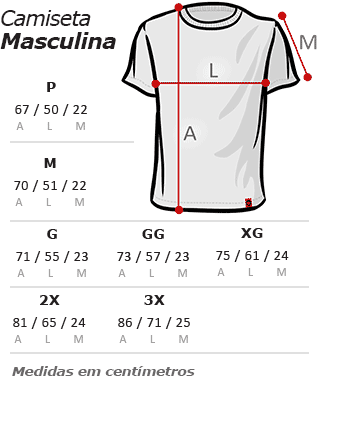 Camiseta
Masculina
L
M
A
P
67 / 50 / 22
A L M
M
70 / 51 / 22
A L M
G GG XG
71 / 55 / 23 73 / 57 / 23 75 / 61 / 24
A L M A L M A L M
2X 3X
81 / 65 / 24 86 / 71 / 25
A L M A L M
Medidas em centímetros